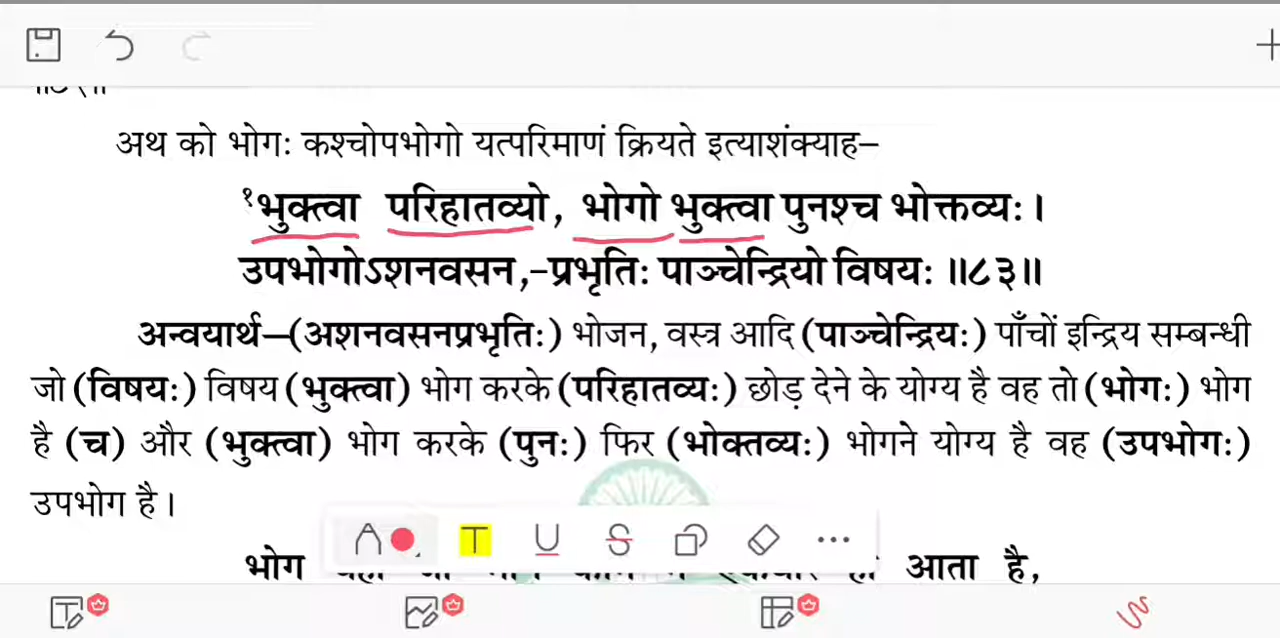 अथ को भोगः कश्चोपभोगो यत्परिमाणं क्रियते इत्याशंक्याह–
१भुक्त्वा परिहातव्यो, भोगो भुक्त्वा पुनश्च भोक्तव्यः।
उपभोगोऽशनवसन,-प्रभृतिः पाञ्चेन्द्रियो विषयः ॥८३॥
अन्वयार्थ–(अशनवसनप्रभृतिः) भोजन, वस्त्र आदि (पाञ्चेन्द्रियः) पाँचों इन्द्रिय सम्बन्धी
जो (विषयः) विषय (भुक्त्वा) भोग करके (परिहातव्यः) छोड़ देने के योग्य है वह तो (भोगः) भोग
है (च) और (भुक्त्वा) भोग करके (पुनः) फिर (भोक्तव्यः) भोगने योग्य है वह (उपभोगः)
उपभोग है।
भोग आता है,